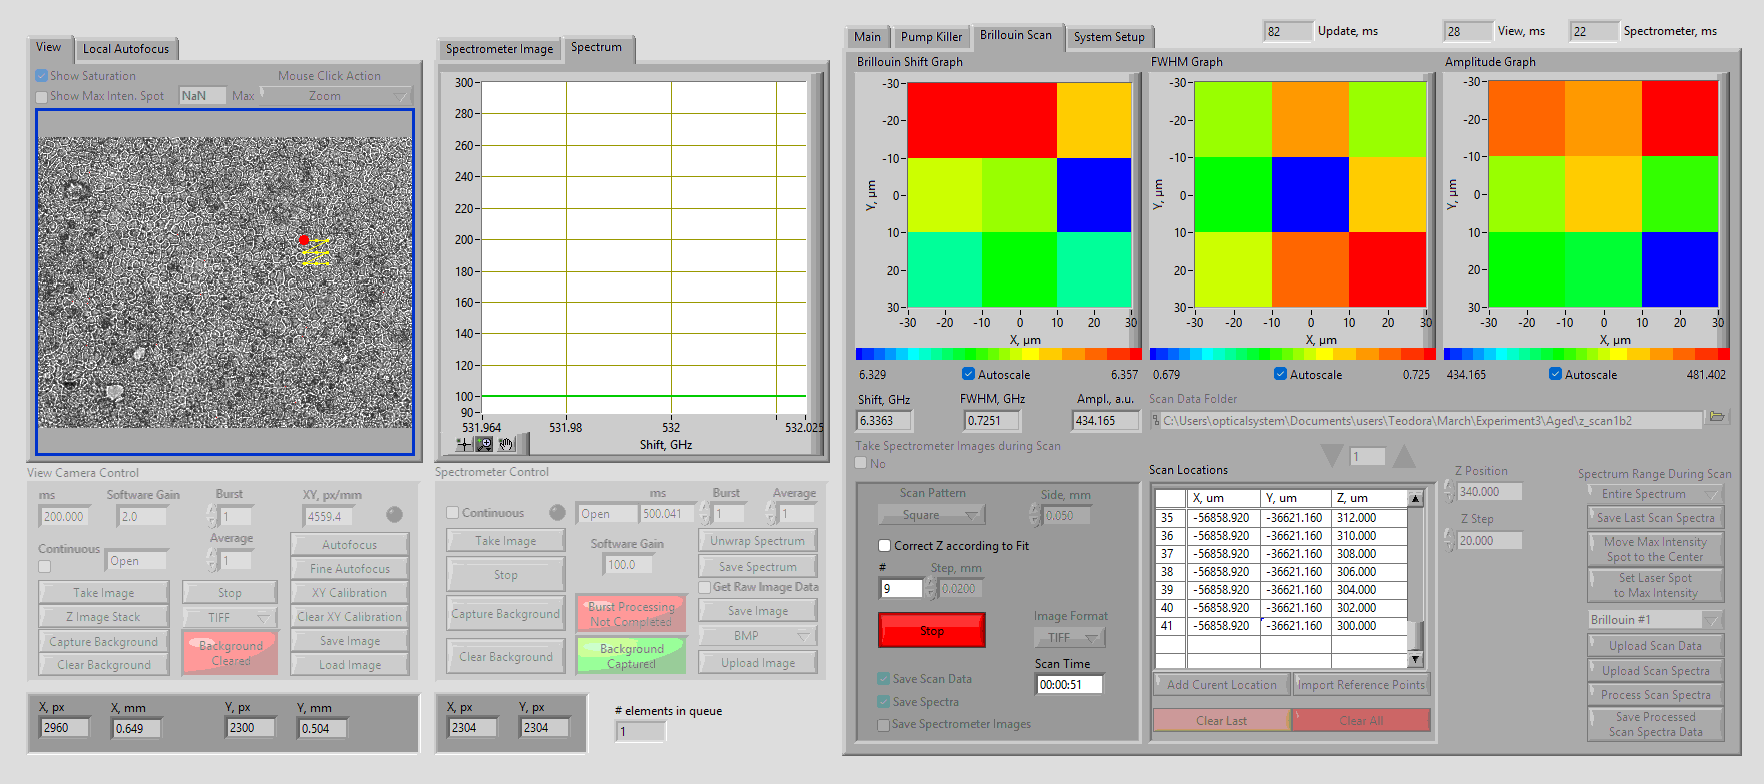 82 Update, ms 28 View, ms 22 Spectrometer, ms
View Local Autofocus
Show Saturation Mouse Click Action
Show Max Inten. Spot NaN Max Zoom
Spectrometer Image Spectrum
300
280
260
240
220
200
180
160
140
120
100
90
531.964 531.98 532 532.025
Shift, GHz
Main Pump Killer Brillouin Scan System Setup
Brillouin Shift Graph FWHM Graph Amplitude Graph
-30 -30 -30
-20 -20 -20
-10 -10 -10
0 0 0
10 10 10
20 20 20
30 30 30
Y, µm Y, µm Y, µm
-30 -20 -10 0 10 20 30 -30 -20 -10 0 10 20 30 -30 -20 -10 0 10 20 30
X, µm X, µm X, µm
6.329 Autoscale 6.357 0.679 Autoscale 0.725 434.165 Autoscale 481.402
Shift, GHz FWHM, GHz Ampl., a.u. Scan Data Folder
6.3363 0.7251 434.165 C:\Users\opticalsystem\Documents\users\Teodora\March\Experiment3\Aged\z_scan1b2
Take Spectrometer Images during Scan
No
1
View Camera Control
ms Software Gain Burst XY, px/mm
200.000 2.0 1 4559.4
Average
Continuous Open 1
Autofocus
Fine Autofocus
Take Image Stop XY Calibration
Z Image Stack TIFF Clear XY Calibration
Capture Background Background Cleared Save Image
Clear Background Load Image
X, px X, mm Y, px Y, mm
2960 0.649 2300 0.504
Spectrometer Control
ms Burst Average
Continuous Open 500.041 1 1
Take Image Software Gain Unwrap Spectrum
Stop 100.0 Save Spectrum
Get Raw Image Data
Capture Background Burst Processing Not Completed Save Image
BMP
Clear Background Background Captured Upload Image
X, px Y, px
2304 2304
# elements in queue
1
Scan Pattern Side, mm
Square 0.050
Correct Z according to Fit
# Step, mm
9 0.0200
Stop
Image Format
TIFF
Scan Time
00:00:51
Save Scan Data
Save Spectra
Save Spectrometer Images
Scan Locations
X, um Y, um Z, um
35 -56858.920 -36621.160 312.000
36 -56858.920 -36621.160 310.000
37 -56858.920 -36621.160 308.000
38 -56858.920 -36621.160 306.000
39 -56858.920 -36621.160 304.000
40 -56858.920 -36621.160 302.000
41 -56858.920 -36621.160 300.000
Add Curent Location Import Reference Points
Clear Last Clear All
Z Position
340.000
Z Step
20.000
Spectrum Range During Scan
Entire Spectrum
Save Last Scan Spectra
Move Max Intensity
Spot to the Center
Set Laser Spot
to Max Intensity
Brillouin #1
Upload Scan Data
Upload Scan Spectra
Process Scan Spectra
Save Processed
Scan Spectra Data